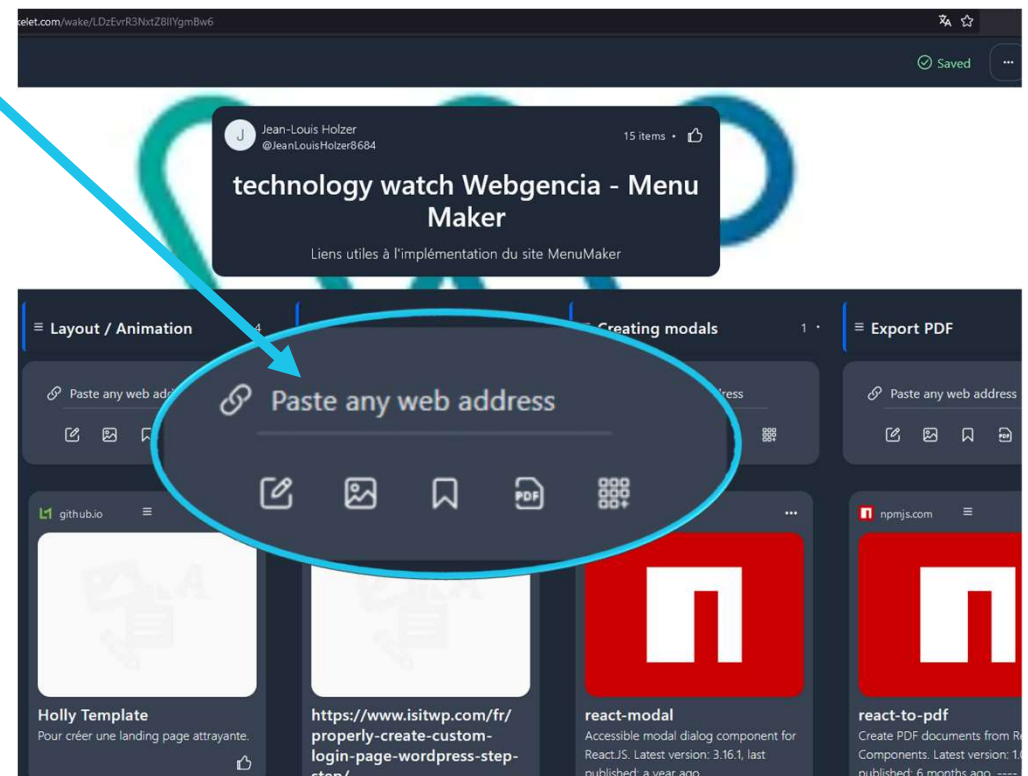 kelet.com/wake/LDzEvrR3NxtZ8IIYgmBw6
Saved
J
Jean-Louis Holzer
@JeanLouisHolzer8684
15 items •
technology watch Webgencia - Menu
Maker
Liens utiles à l'implémentation du site MenuMaker
Layout / Animation
4
Creating modals
1 •
Export PDF
Paste any web
Paste any web address
Paste any web address
PDF
PDF
github.io
npmjs.com
Holly Template
Pour créer une landing page attrayante.
https://www.isitwp.com/fr/
properly-create-custom-
login-page-wordpress-step-
step/
react-modal
Accessible modal dialog component for
React.JS. Latest version: 3.16.1, last
published: a year ago
react-to-pdf
Create PDF documents from
Components. Latest version:
published: 6 months ago. ----